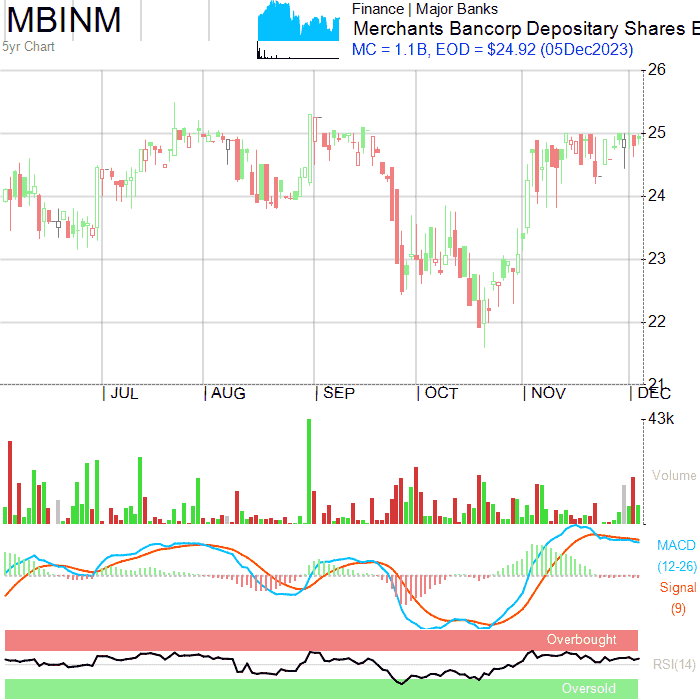 MBINM
5yr Chart
Finance | Major Banks
Merchants Bancorp Depositary Shares E
MC = 1.1B, EOD = $24.92 (05Dec2023)
26
25
24
23
22
21
| JUL | AUG | SEP | OCT | NOV | DEC
43k
Volume
MACD
(12-26)
Signal
(9)
Overbought
RSI(14)
Oversold